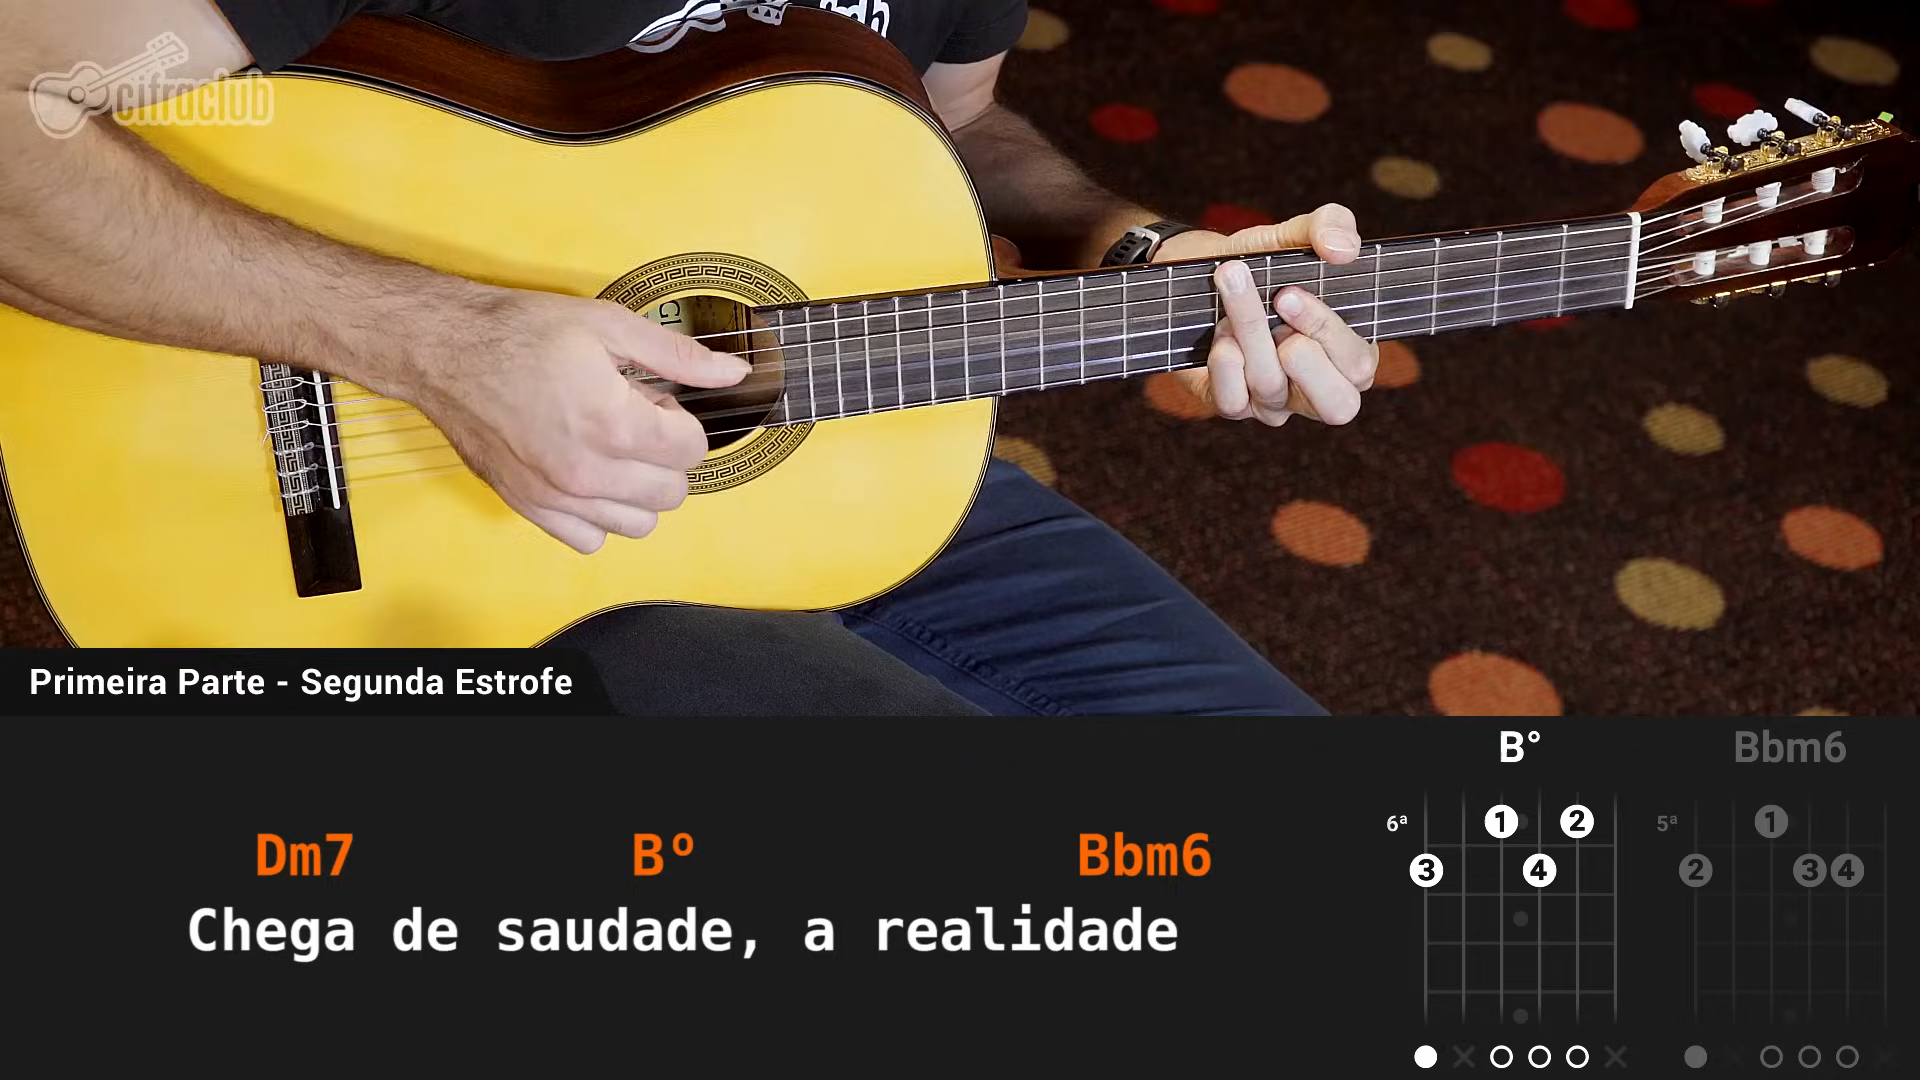 cifraclub
Primeira Parte - Segunda Estrofe
Dm7 Bº Bbm6
Chega de saudade, a realidade
B° Bbm6
6ª 1 2 5ª 1
3 4 2 3 4